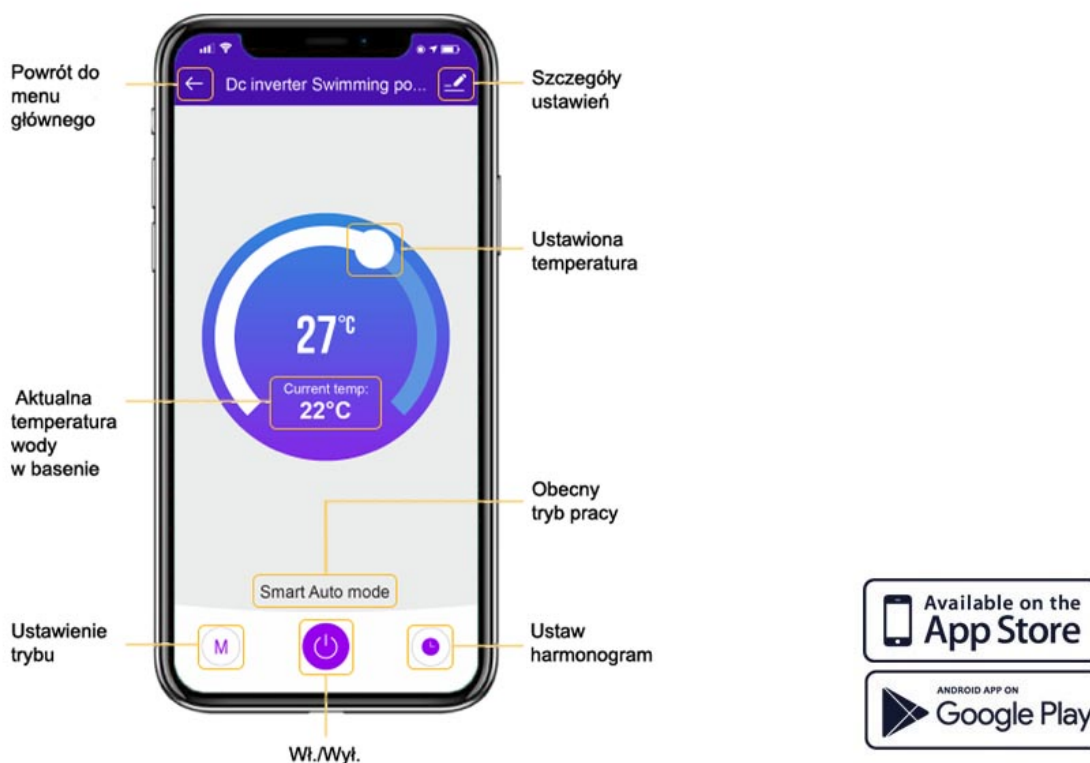 Powrót do
menu
głównego
Dc inverter Swimming po...
Szczegóły
ustawień
Ustawiona
temperatura
27°C
Current temp:
22°C
Aktualna
temperatura
wody
w basenie
Obecny
tryb pracy
Smart Auto mode
Ustawienie
trybu
M
Ustaw
harmonogram
Wł./Wył.
Available on the
App Store
ANDROID APP ON
Google Play